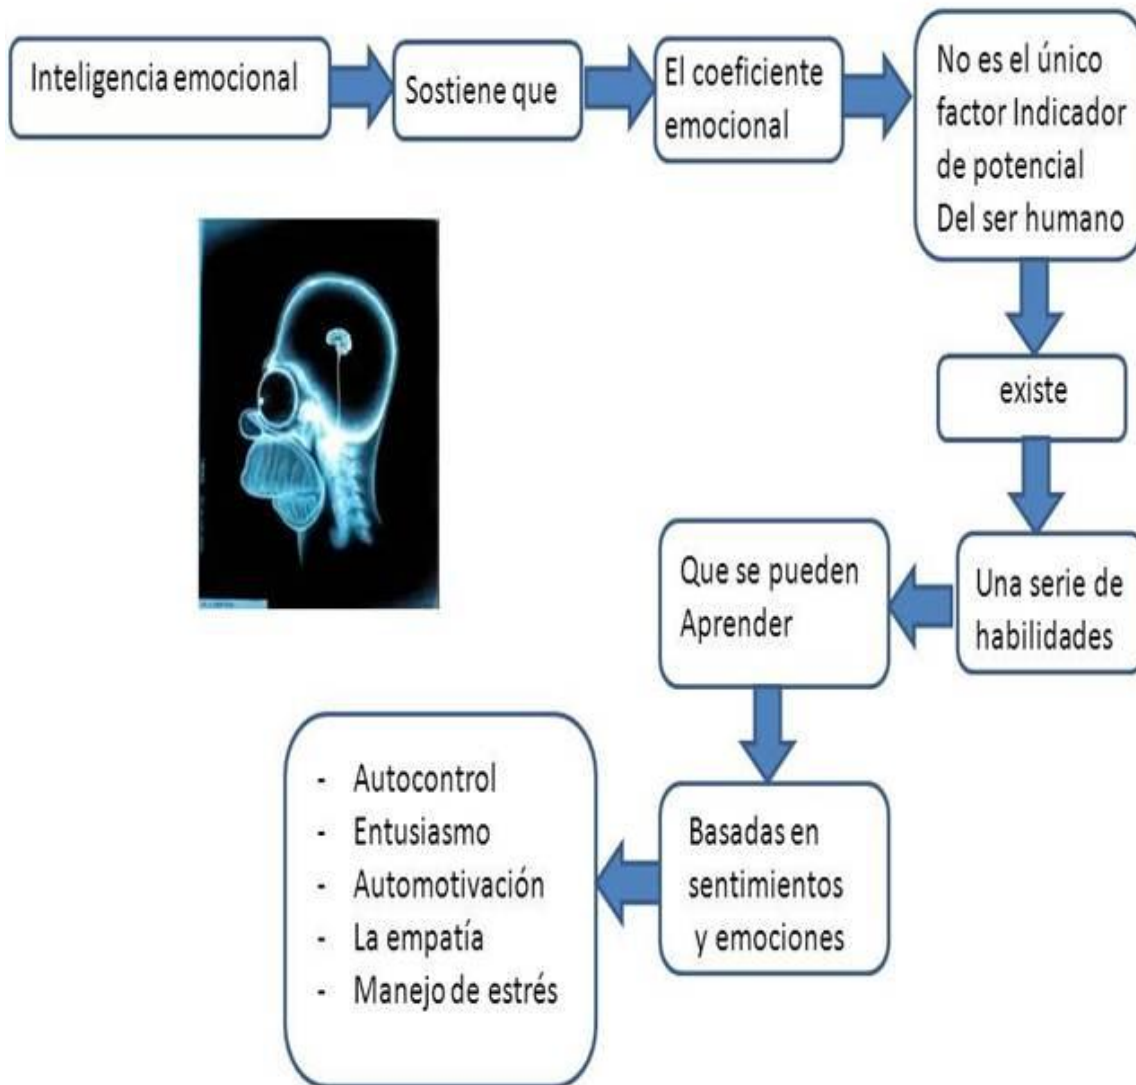 Inteligencia emocional
Sostiene que
El coeficiente
emocional
No es el único
factor Indicador
de potencial
Del ser humano
existe
Una serie de
habilidades
Que se pueden
Aprender
Basadas en
sentimientos
y emociones
- Autocontrol
- Entusiasmo
- Automotivación
- La empatía
- Manejo de estrés